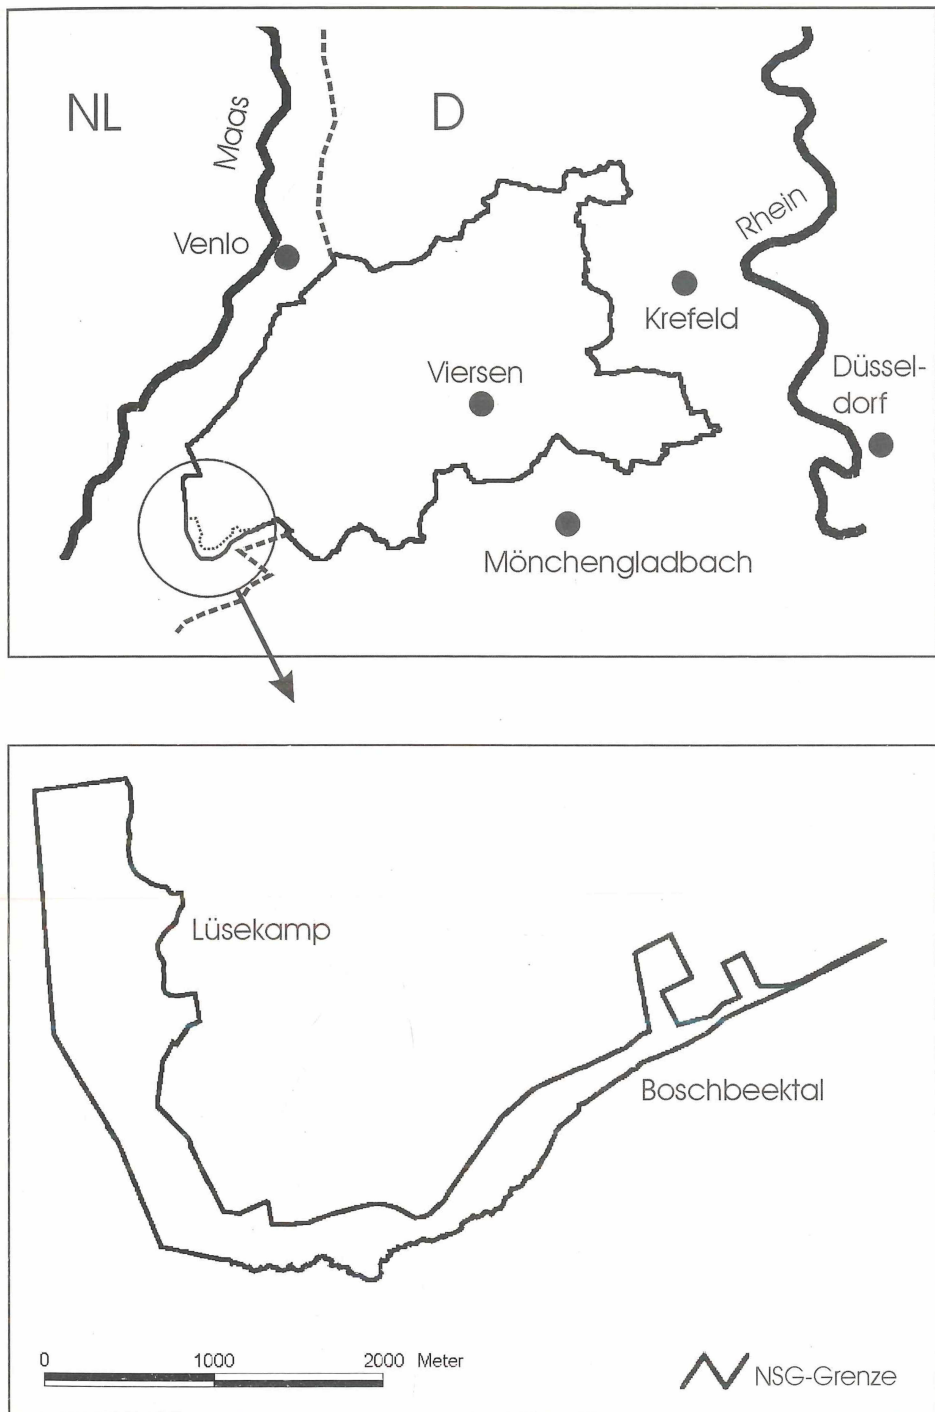 NL
D
Maas
Rhein
Venlo
Krefeld
Viersen
Düssel-
dorf
Mönchengladbach
Lüsekamp
Boschbeektal
0 1000 2000 Meter
NSG-Grenze